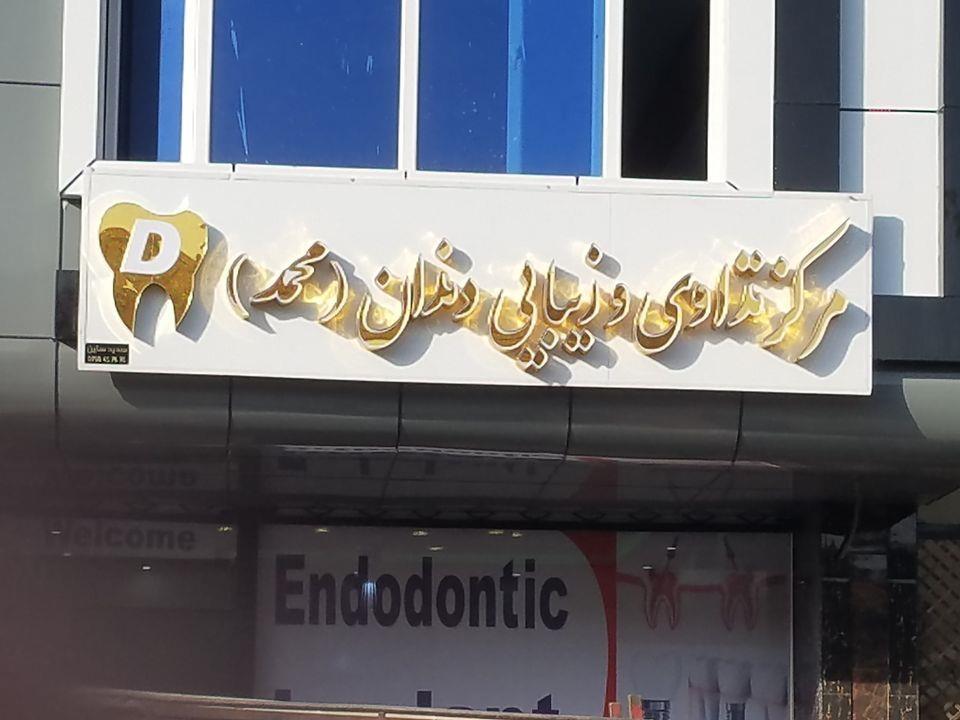 مرکز تداوی و زیبایی دندان (محمد)
D
Welcome
Endodontic